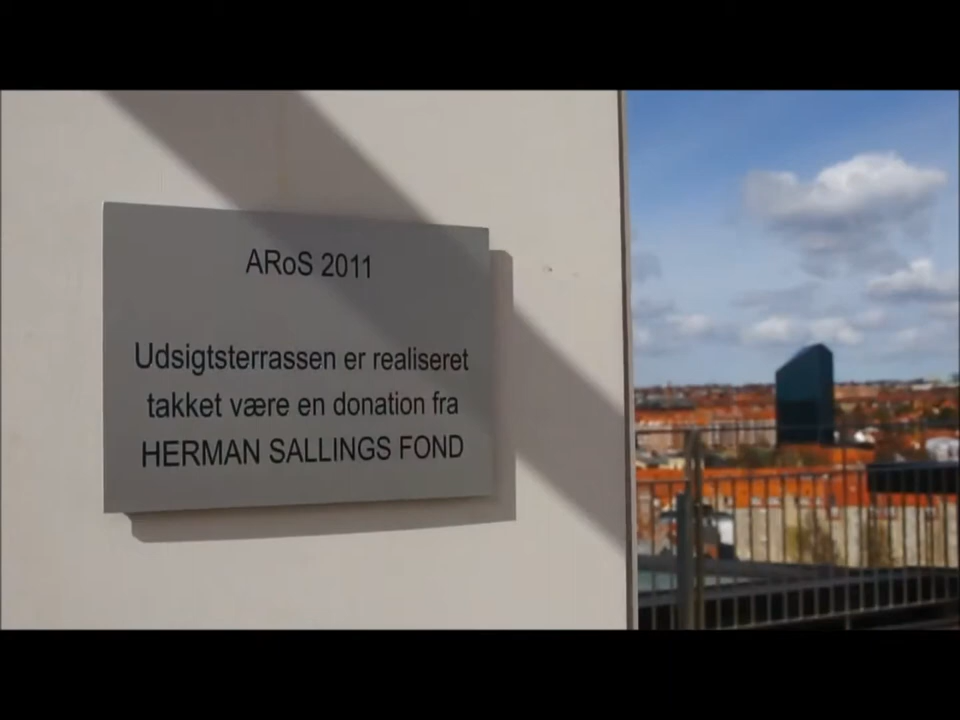 ARoS 2011
Udsigtsterrassen er realiseret
takket være en donation fra
HERMAN SALLINGS FOND